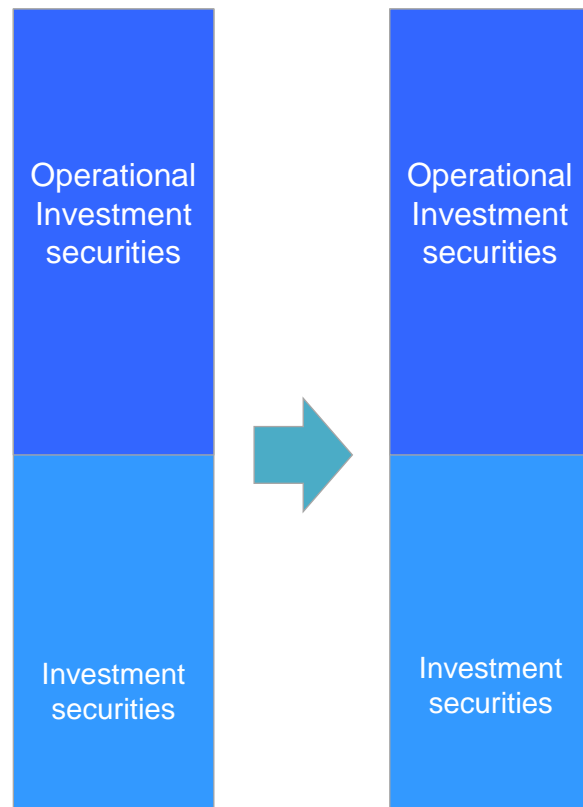 Operational
Investment
securities
Operational
Investment
securities
Investment
securities
Investment
securities